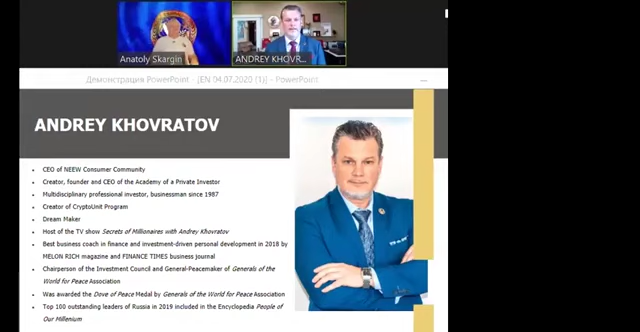 Anatoly Skargin
ANDREY KHOVR...
Демонстрация PowerPoint - [EN 04.07.2020 (1)] - PowerPoint
ANDREY KHOVRATOV
CEO of NEEW Consumer Community
Creator, founder and CEO of the Academy of a Private Investor
Multidisciplinary professional investor, businessman since 1987
Creator of CryptoUnit Program
Dream Maker
Host of the TV show Secrets of Millionaires with Andrey Khovratov
Best business coach in finance and investment-driven personal development in 2018 by
MELON RICH magazine and FINANCE TIMES business journal
Chairperson of the Investment Council and General-Peacemaker of Generals of the
World for Peace Association
Was awarded the Dove of Peace Medal by Generals of the World for Peace Association
Top 100 outstanding leaders of Russia in 2019 included in the Encyclopedia People of
Our Millenium